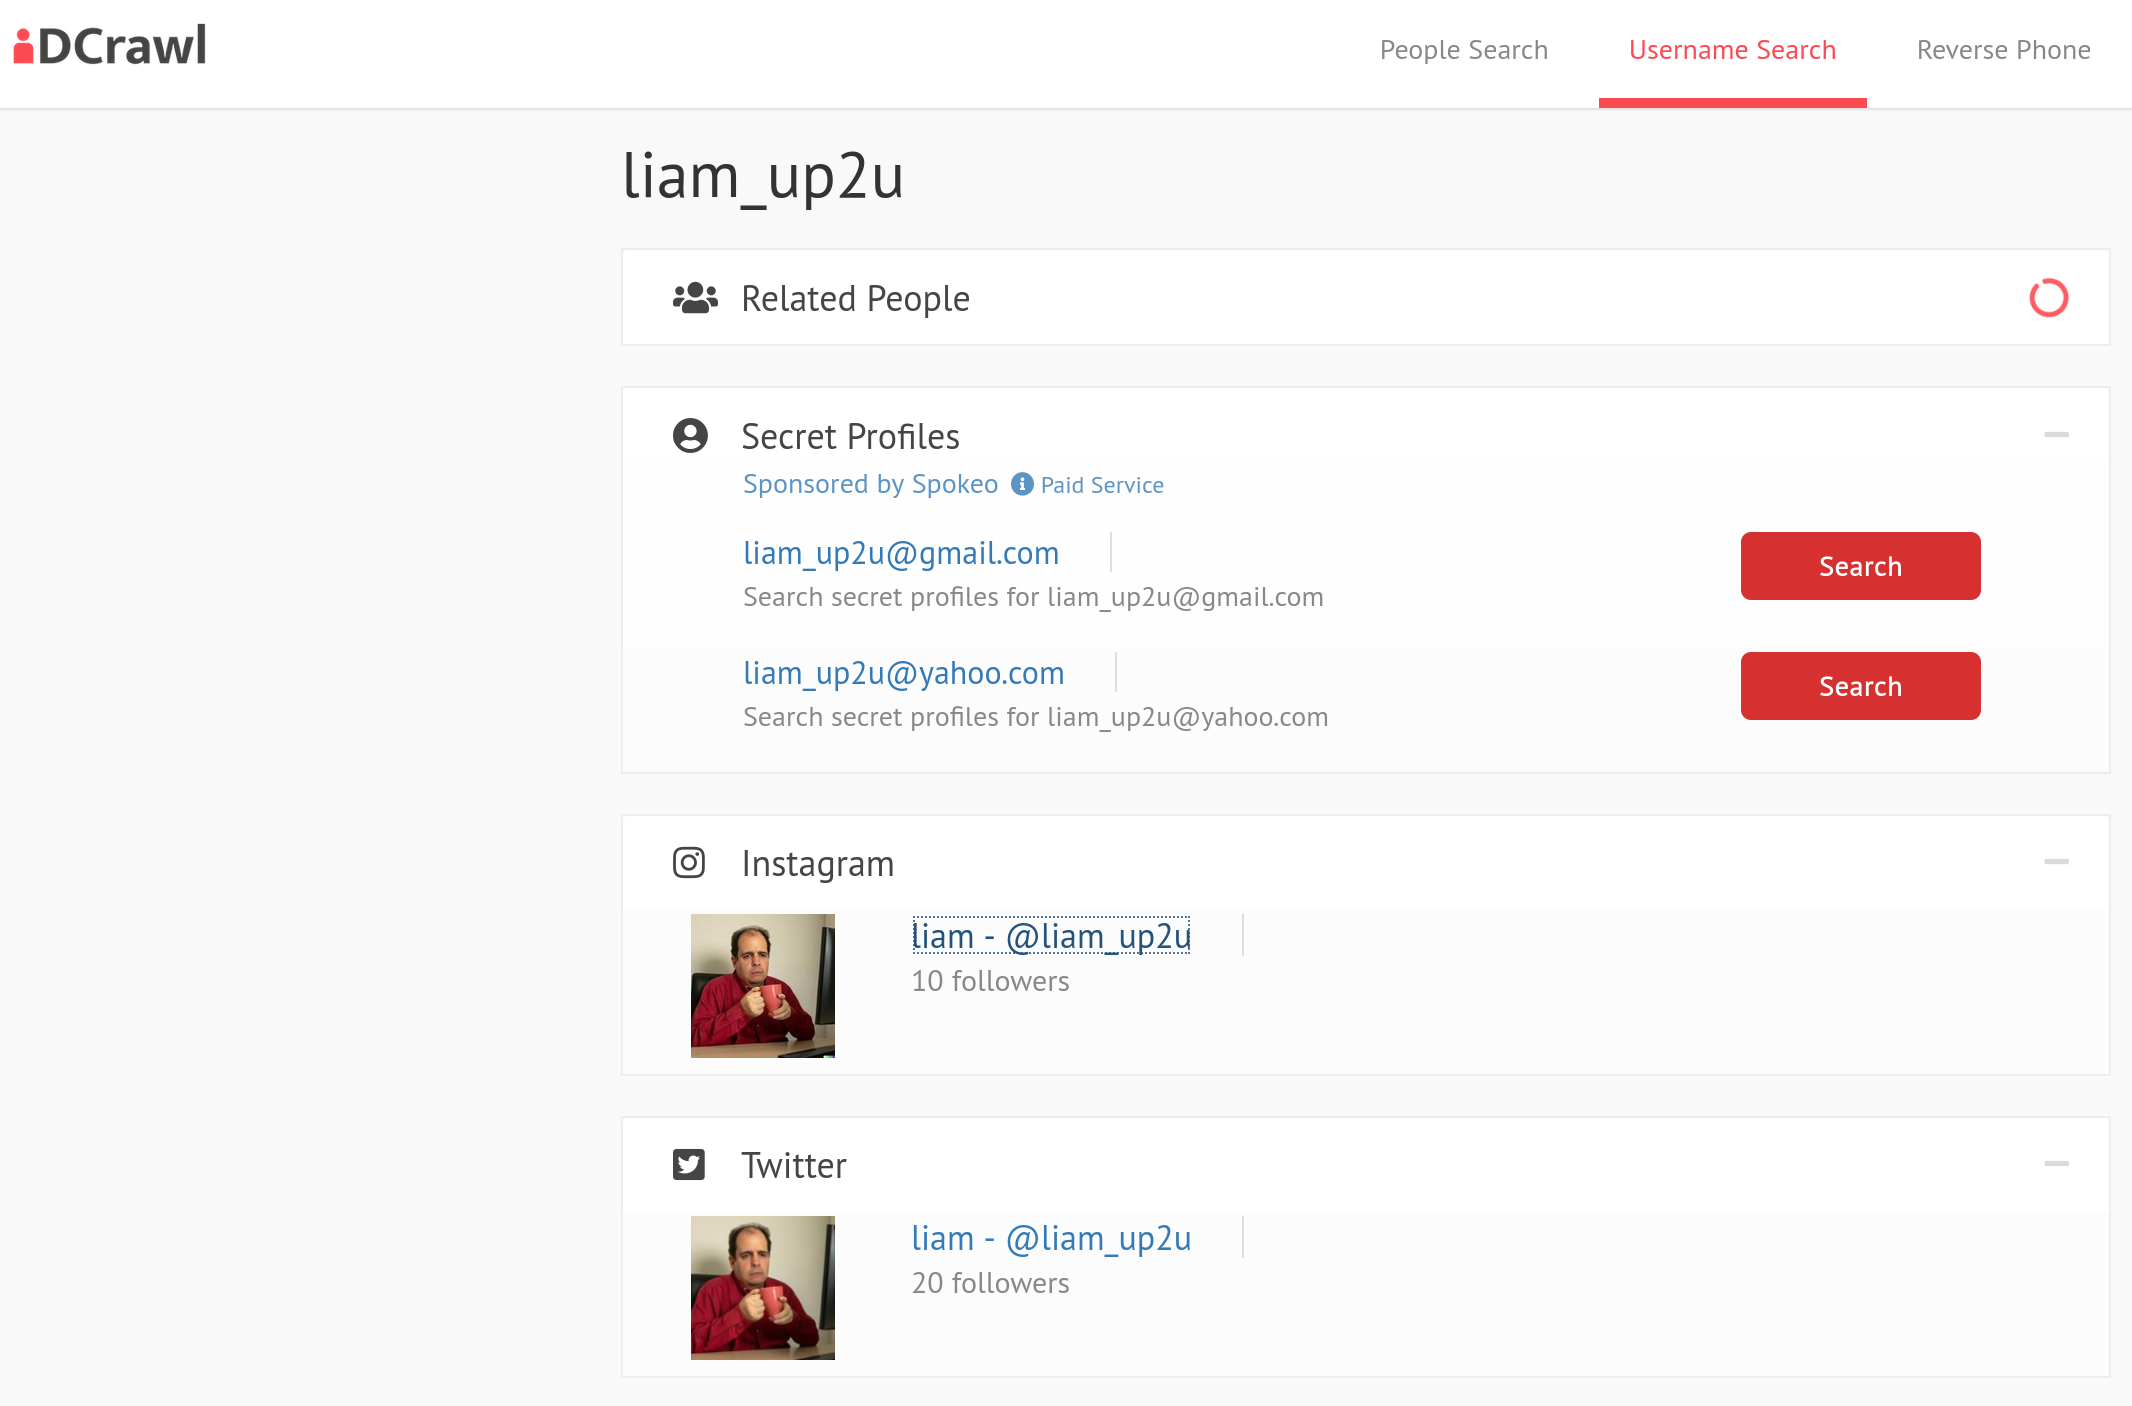 iDCrawl
People Search
Username Search
Reverse Phone
liam_up2u
Related People
Secret Profiles
Sponsored by Spokeo Paid Service
liam_up2u@gmail.com
Search
Search secret profiles for liam_up2u@gmail.com
liam_up2u@yahoo.com
Search
Search secret profiles for liam_up2u@yahoo.com
Instagram
liam - @liam_up2u
10 followers
Twitter
liam - @liam_up2u
20 followers